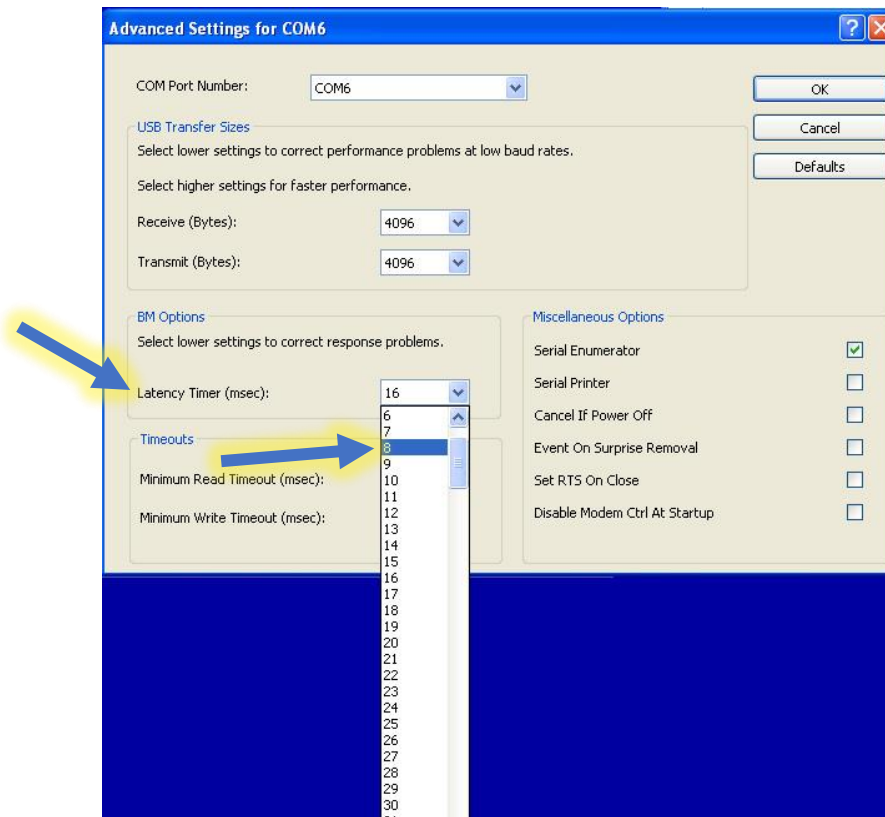 Advanced Settings for COM6
COM Port Number:
COM6
OK
Cancel
Defaults
USB Transfer Sizes
Select lower settings to correct performance problems at low baud rates.
Select higher settings for faster performance.
Receive (Bytes):
4096
Transmit (Bytes):
4096
BM Options
Select lower settings to correct response problems.
Latency Timer (msec):
16
6
7
8
9
10
11
12
13
14
15
16
17
18
19
20
21
22
23
24
25
26
27
28
29
30
Timeouts
Minimum Read Timeout (msec):
Minimum Write Timeout (msec):
Miscellaneous Options
Serial Enumerator
Serial Printer
Cancel If Power Off
Event On Surprise Removal
Set RTS On Close
Disable Modem Ctrl At Startup